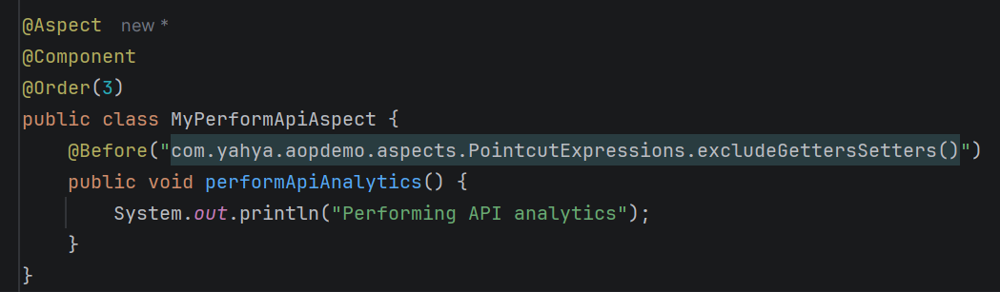 @Aspect new *
@Component
@Order(3)
public class MyPerformApiAspect {
    @Before("com.yahya.aopdemo.aspects.PointcutExpressions.excludeGettersSetters()")
    public void performApiAnalytics() {
        System.out.println("Performing API analytics");
    }
}